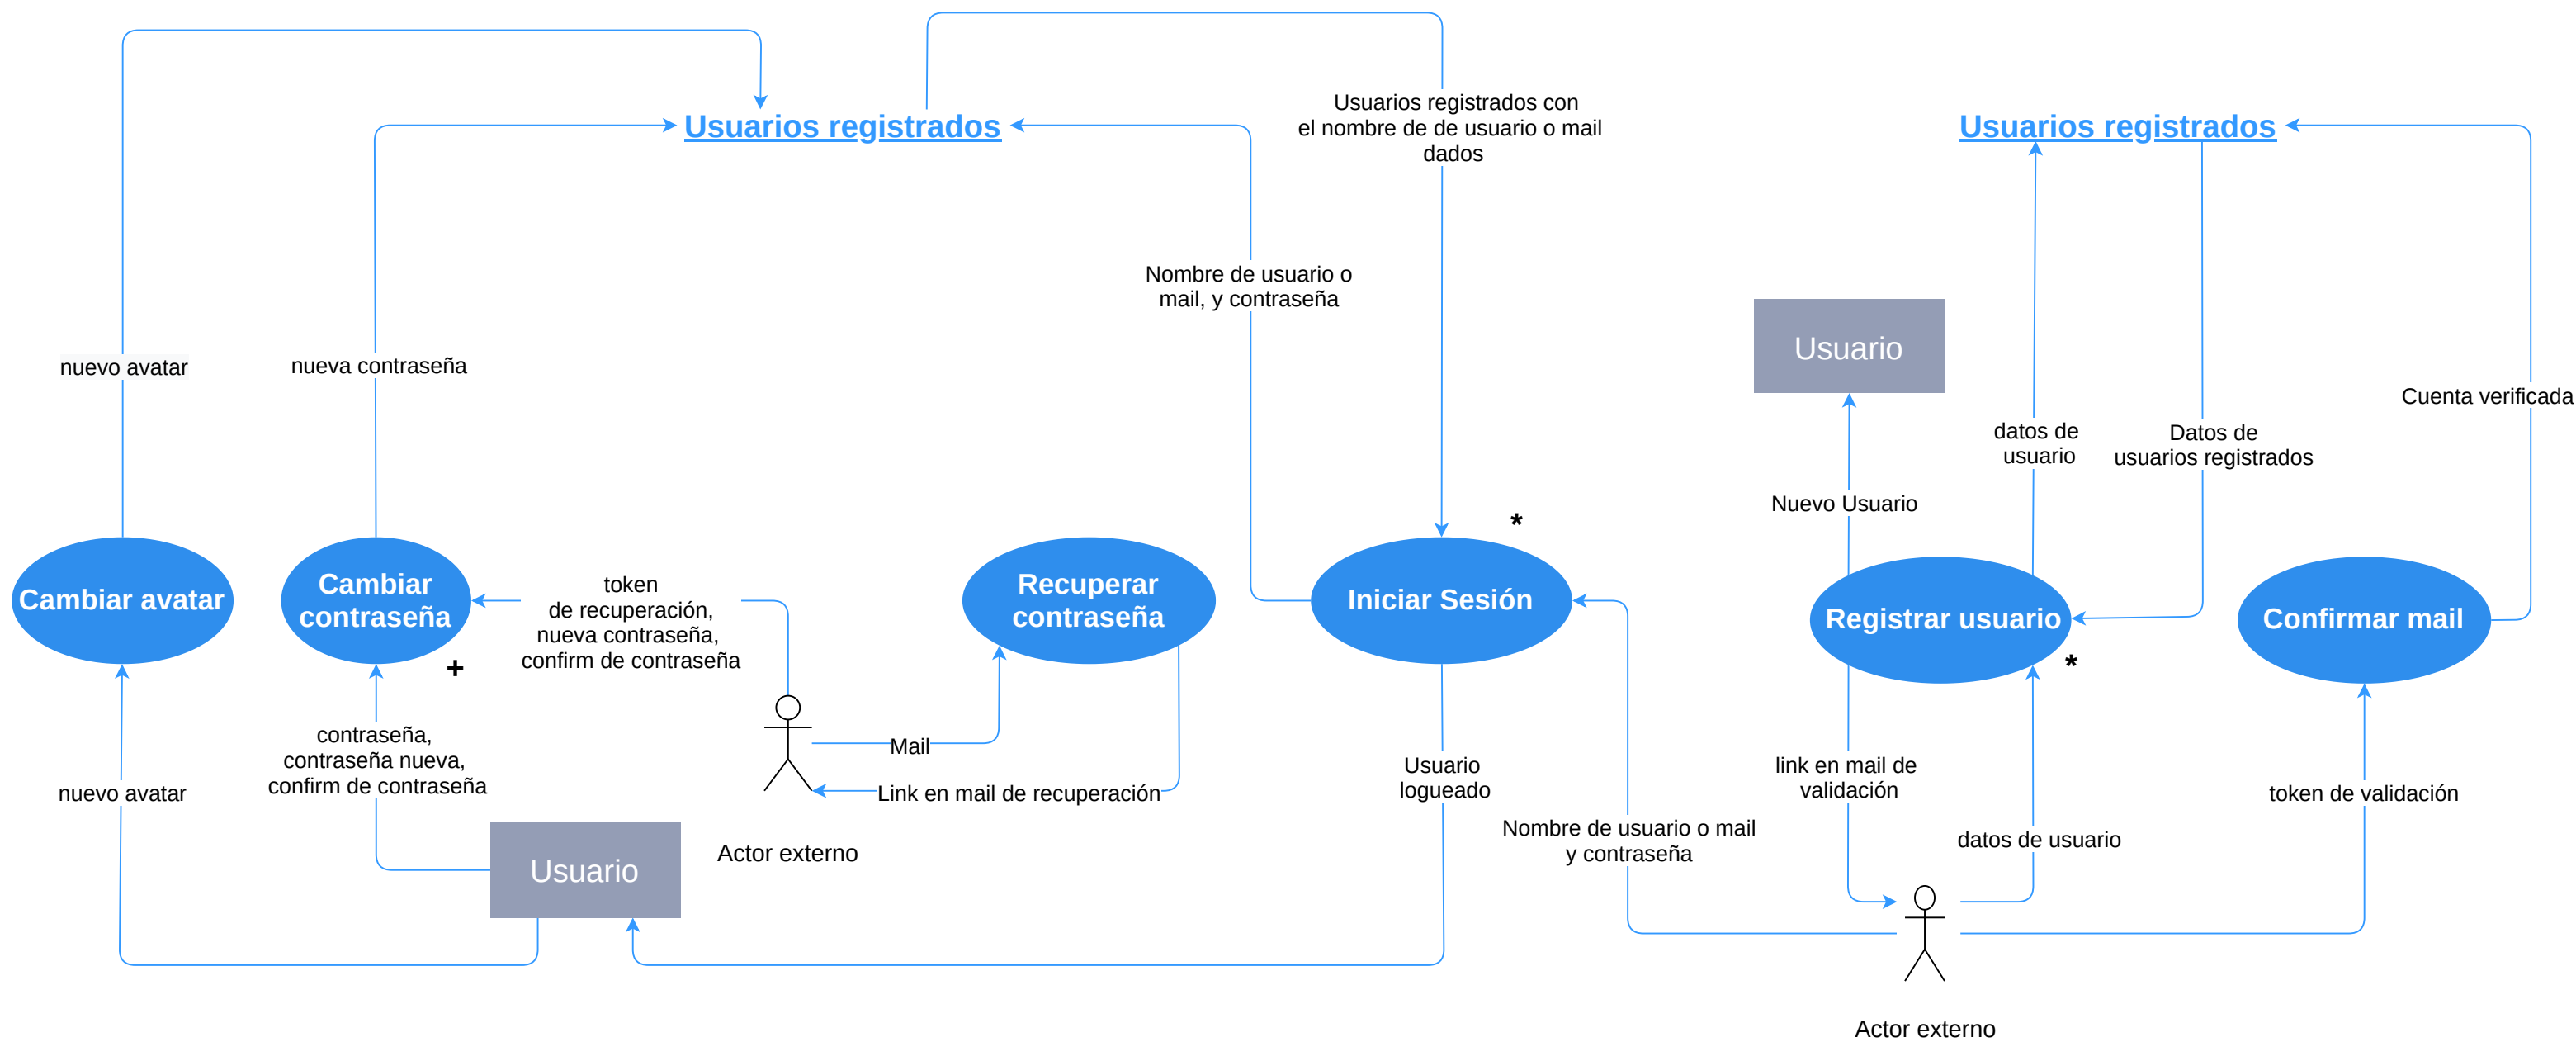 Usuarios registrados
Usuarios registrados con
el nombre de de usuario o mail
dados
Usuarios registrados
Nombre de usuario o
mail, y contraseña
Usuario
nuevo avatar
nueva contraseña
Cuenta verificada
datos de
usuario
Datos de
usuarios registrados
Nuevo Usuario
*
Cambiar avatar
Cambiar
contraseña
+
token
de recuperación,
nueva contraseña,
confirm de contraseña
Recuperar
contraseña
Iniciar Sesión
Registrar usuario
*
Confirmar mail
contraseña,
contraseña nueva,
confirm de contraseña
nuevo avatar
Mail
Link en mail de recuperación
Usuario
logueado
link en mail de
validación
token de validación
Nombre de usuario o mail
y contraseña
datos de usuario
Usuario
Actor externo
Actor externo